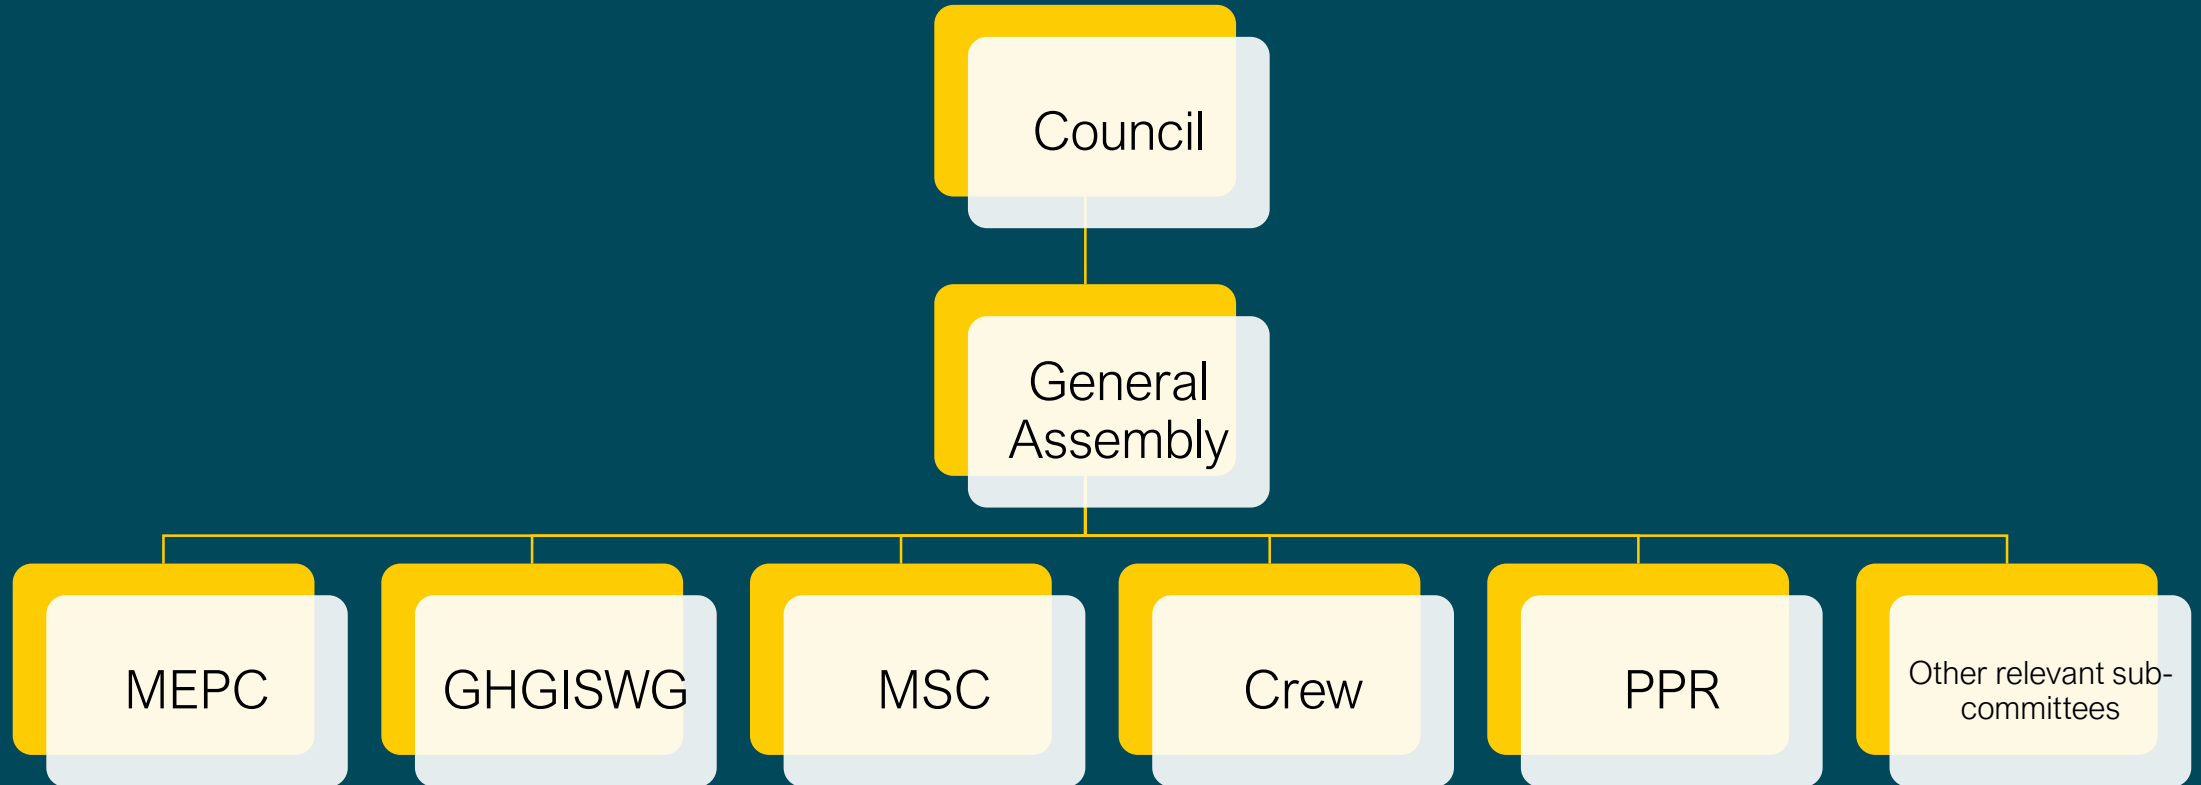 Council
General
Assembly
MEPC
GHGISWG
MSC
Crew
PPR
Other relevant sub-
committees